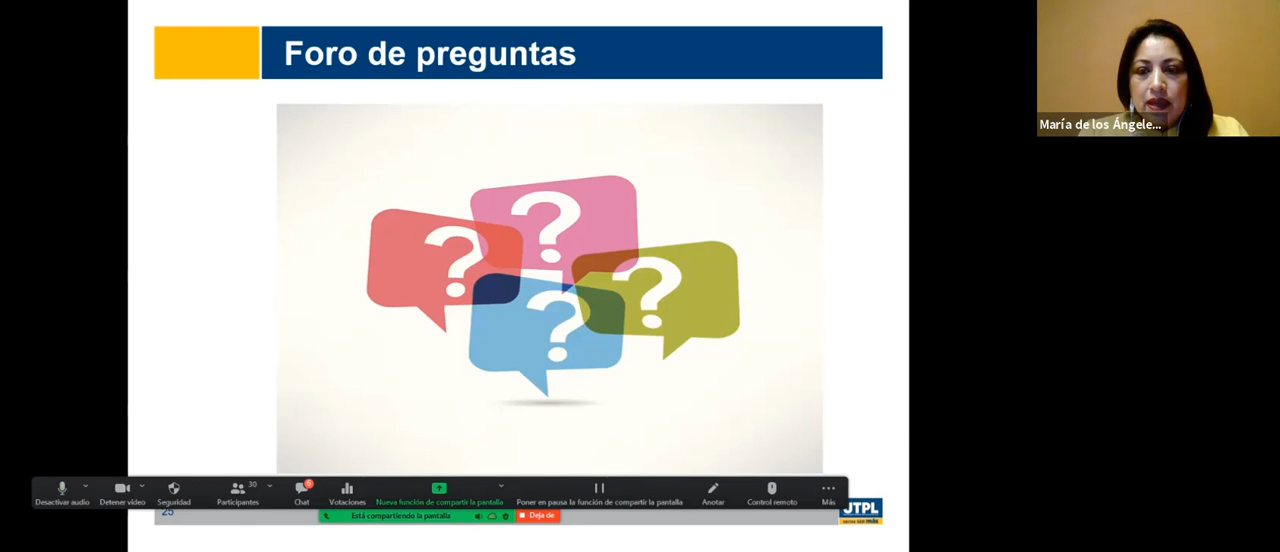 Foro de preguntas
María de los Ángele...
? ? ? ?
30
6
Desactivar audio
Detener video
Seguridad
Participantes
Chat
Votaciones
Nueva función de compartir la pantalla
Poner en pausa la función de compartir la pantalla
Anotar
Control remoto
Más
25
Está compartiendo la pantalla
Deja de
UTPL